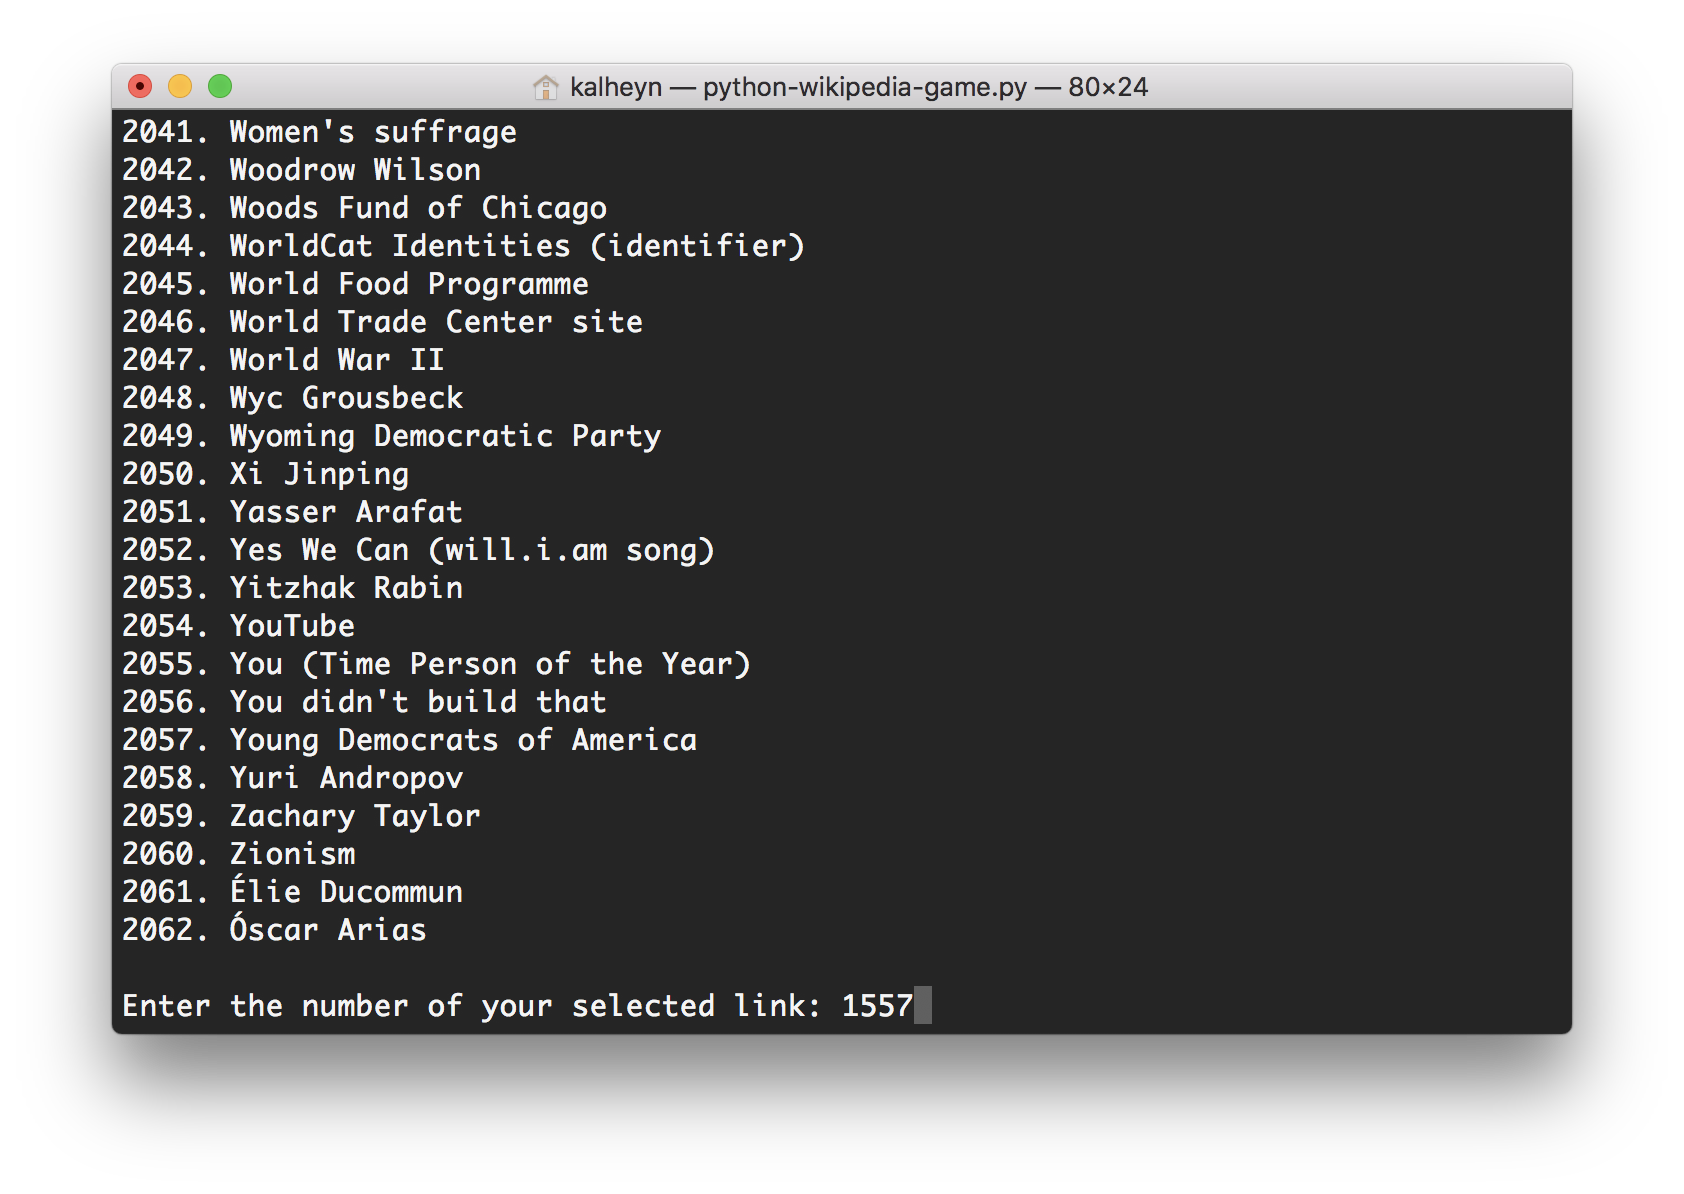 kalheyn — python-wikipedia-game.py — 80×24
2041. Women's suffrage
2042. Woodrow Wilson
2043. Woods Fund of Chicago
2044. WorldCat Identities (identifier)
2045. World Food Programme
2046. World Trade Center site
2047. World War II
2048. Wyc Grousbeck
2049. Wyoming Democratic Party
2050. Xi Jinping
2051. Yasser Arafat
2052. Yes We Can (will.i.am song)
2053. Yitzhak Rabin
2054. YouTube
2055. You (Time Person of the Year)
2056. You didn't build that
2057. Young Democrats of America
2058. Yuri Andropov
2059. Zachary Taylor
2060. Zionism
2061. Élie Ducommun
2062. Óscar Arias
Enter the number of your selected link: 1557